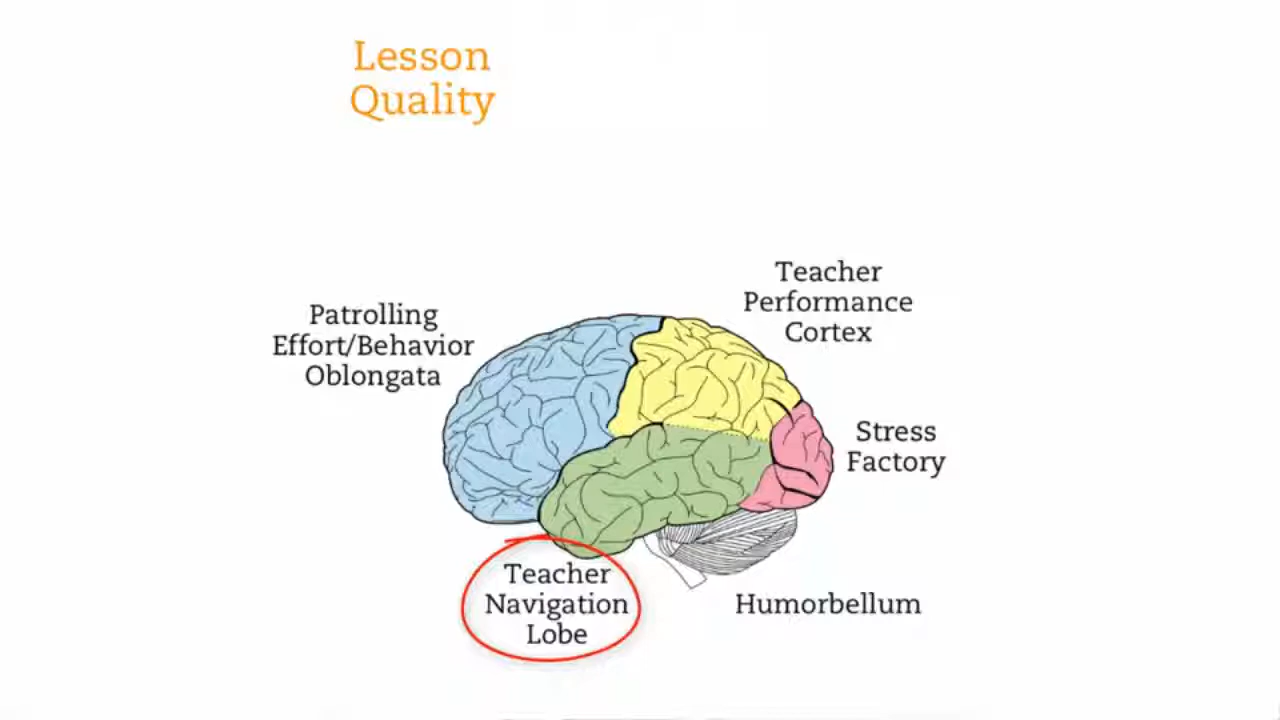 Lesson
Quality
Teacher
Performance
Cortex
Patrolling
Effort/Behavior
Oblongata
Stress
Factory
Teacher
Navigation
Lobe
Humorbellum